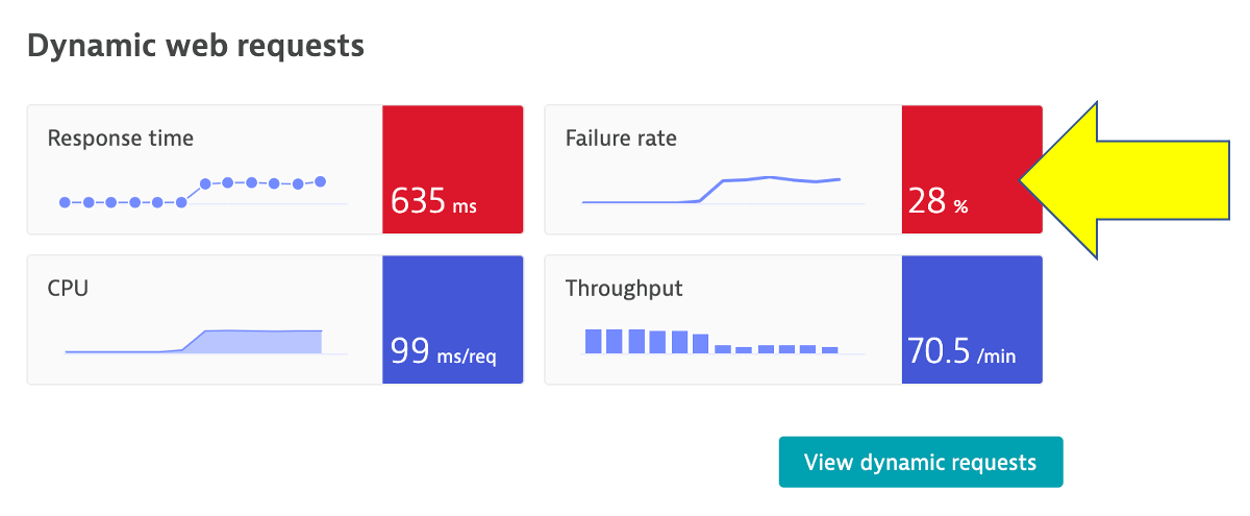 Dynamic web requests
Response time
635 ms
Failure rate
28 %
CPU
99 ms/req
Throughput
70.5 /min
View dynamic requests